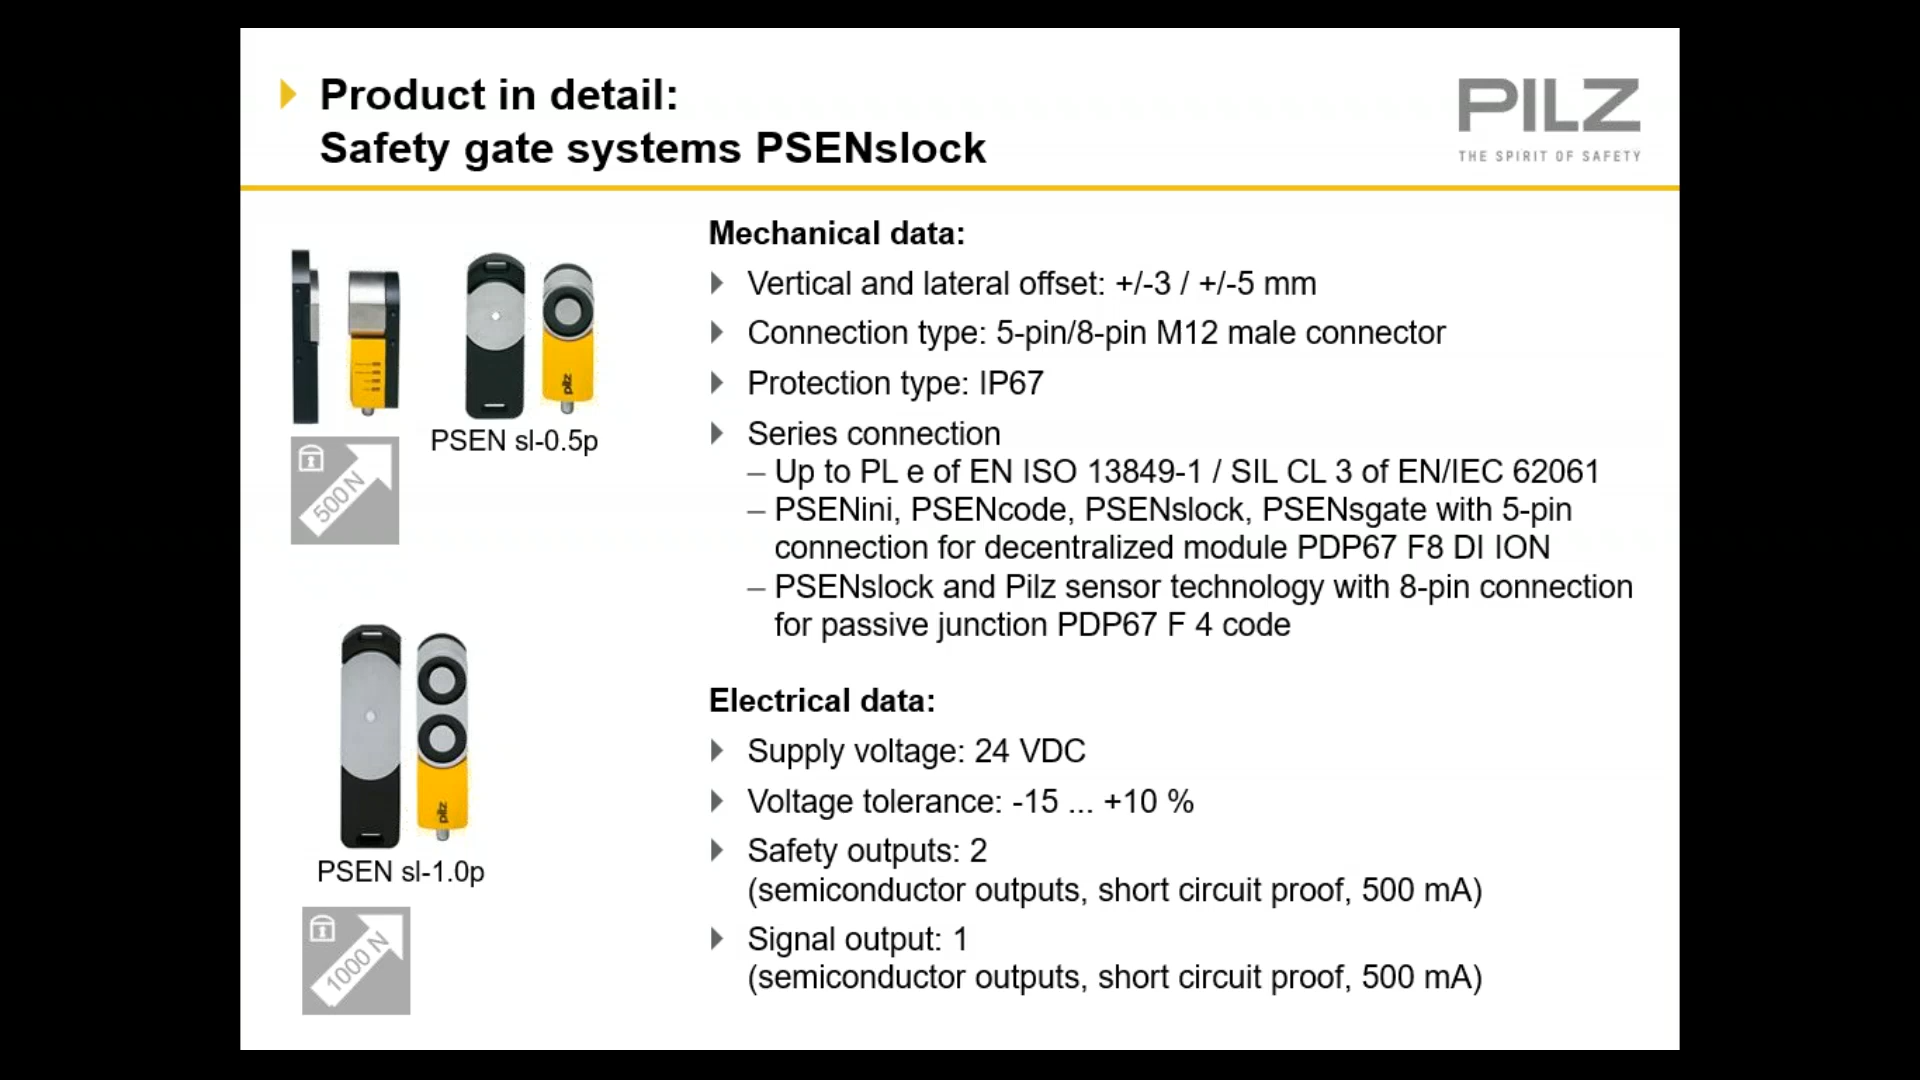 Product in detail:
Safety gate systems PSENslock
PILZ
THE SPIRIT OF SAFETY
Mechanical data:
Vertical and lateral offset: +/-3 / +/-5 mm
Connection type: 5-pin/8-pin M12 male connector
Protection type: IP67
Series connection
– Up to PL e of EN ISO 13849-1 / SIL CL 3 of EN/IEC 62061
– PSENini, PSENcode, PSENslock, PSENsgate with 5-pin
connection for decentralized module PDP67 F8 DI ION
– PSENslock and Pilz sensor technology with 8-pin connection
for passive junction PDP67 F 4 code
Electrical data:
Supply voltage: 24 VDC
Voltage tolerance: -15 ... +10 %
Safety outputs: 2
(semiconductor outputs, short circuit proof, 500 mA)
Signal output: 1
(semiconductor outputs, short circuit proof, 500 mA)
pilz
PSEN sl-0.5p
500 N
pilz
PSEN sl-1.0p
1000 N